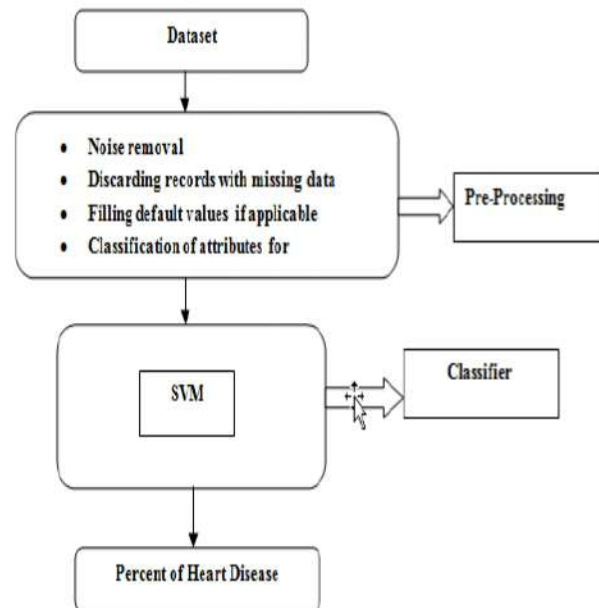 Dataset
• Noise removal
• Discarding records with missing data
• Filling default values if applicable
• Classification of attributes for
Pre-Processing
SVM
Classifier
Percent of Heart Disease